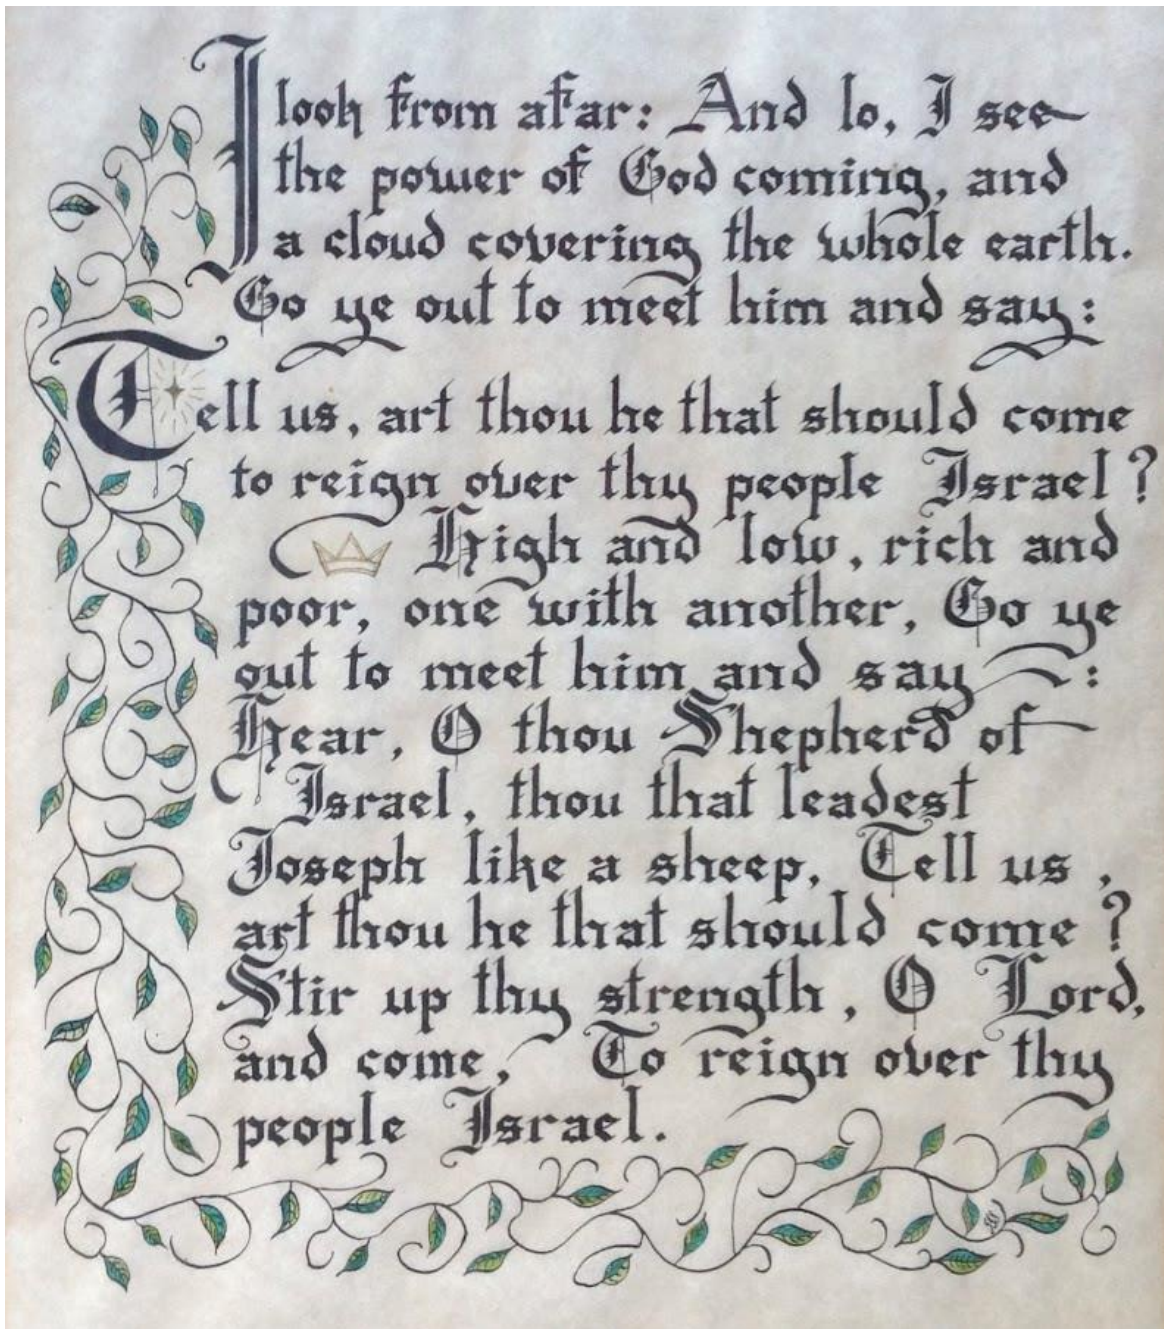 I look from afar: And lo, I see
the power of God coming, and
a cloud covering the whole earth.
Go ye out to meet him and say:
Tell us, art thou he that should come
to reign over thy people Israel?
High and low, rich and
poor, one with another, Go ye
out to meet him and say:
Hear, O thou Shepherd of
Israel, thou that leadest
Joseph like a sheep, Tell us,
art thou he that should come?
Stir up thy strength, O Lord,
and come, To reign over thy
people Israel.